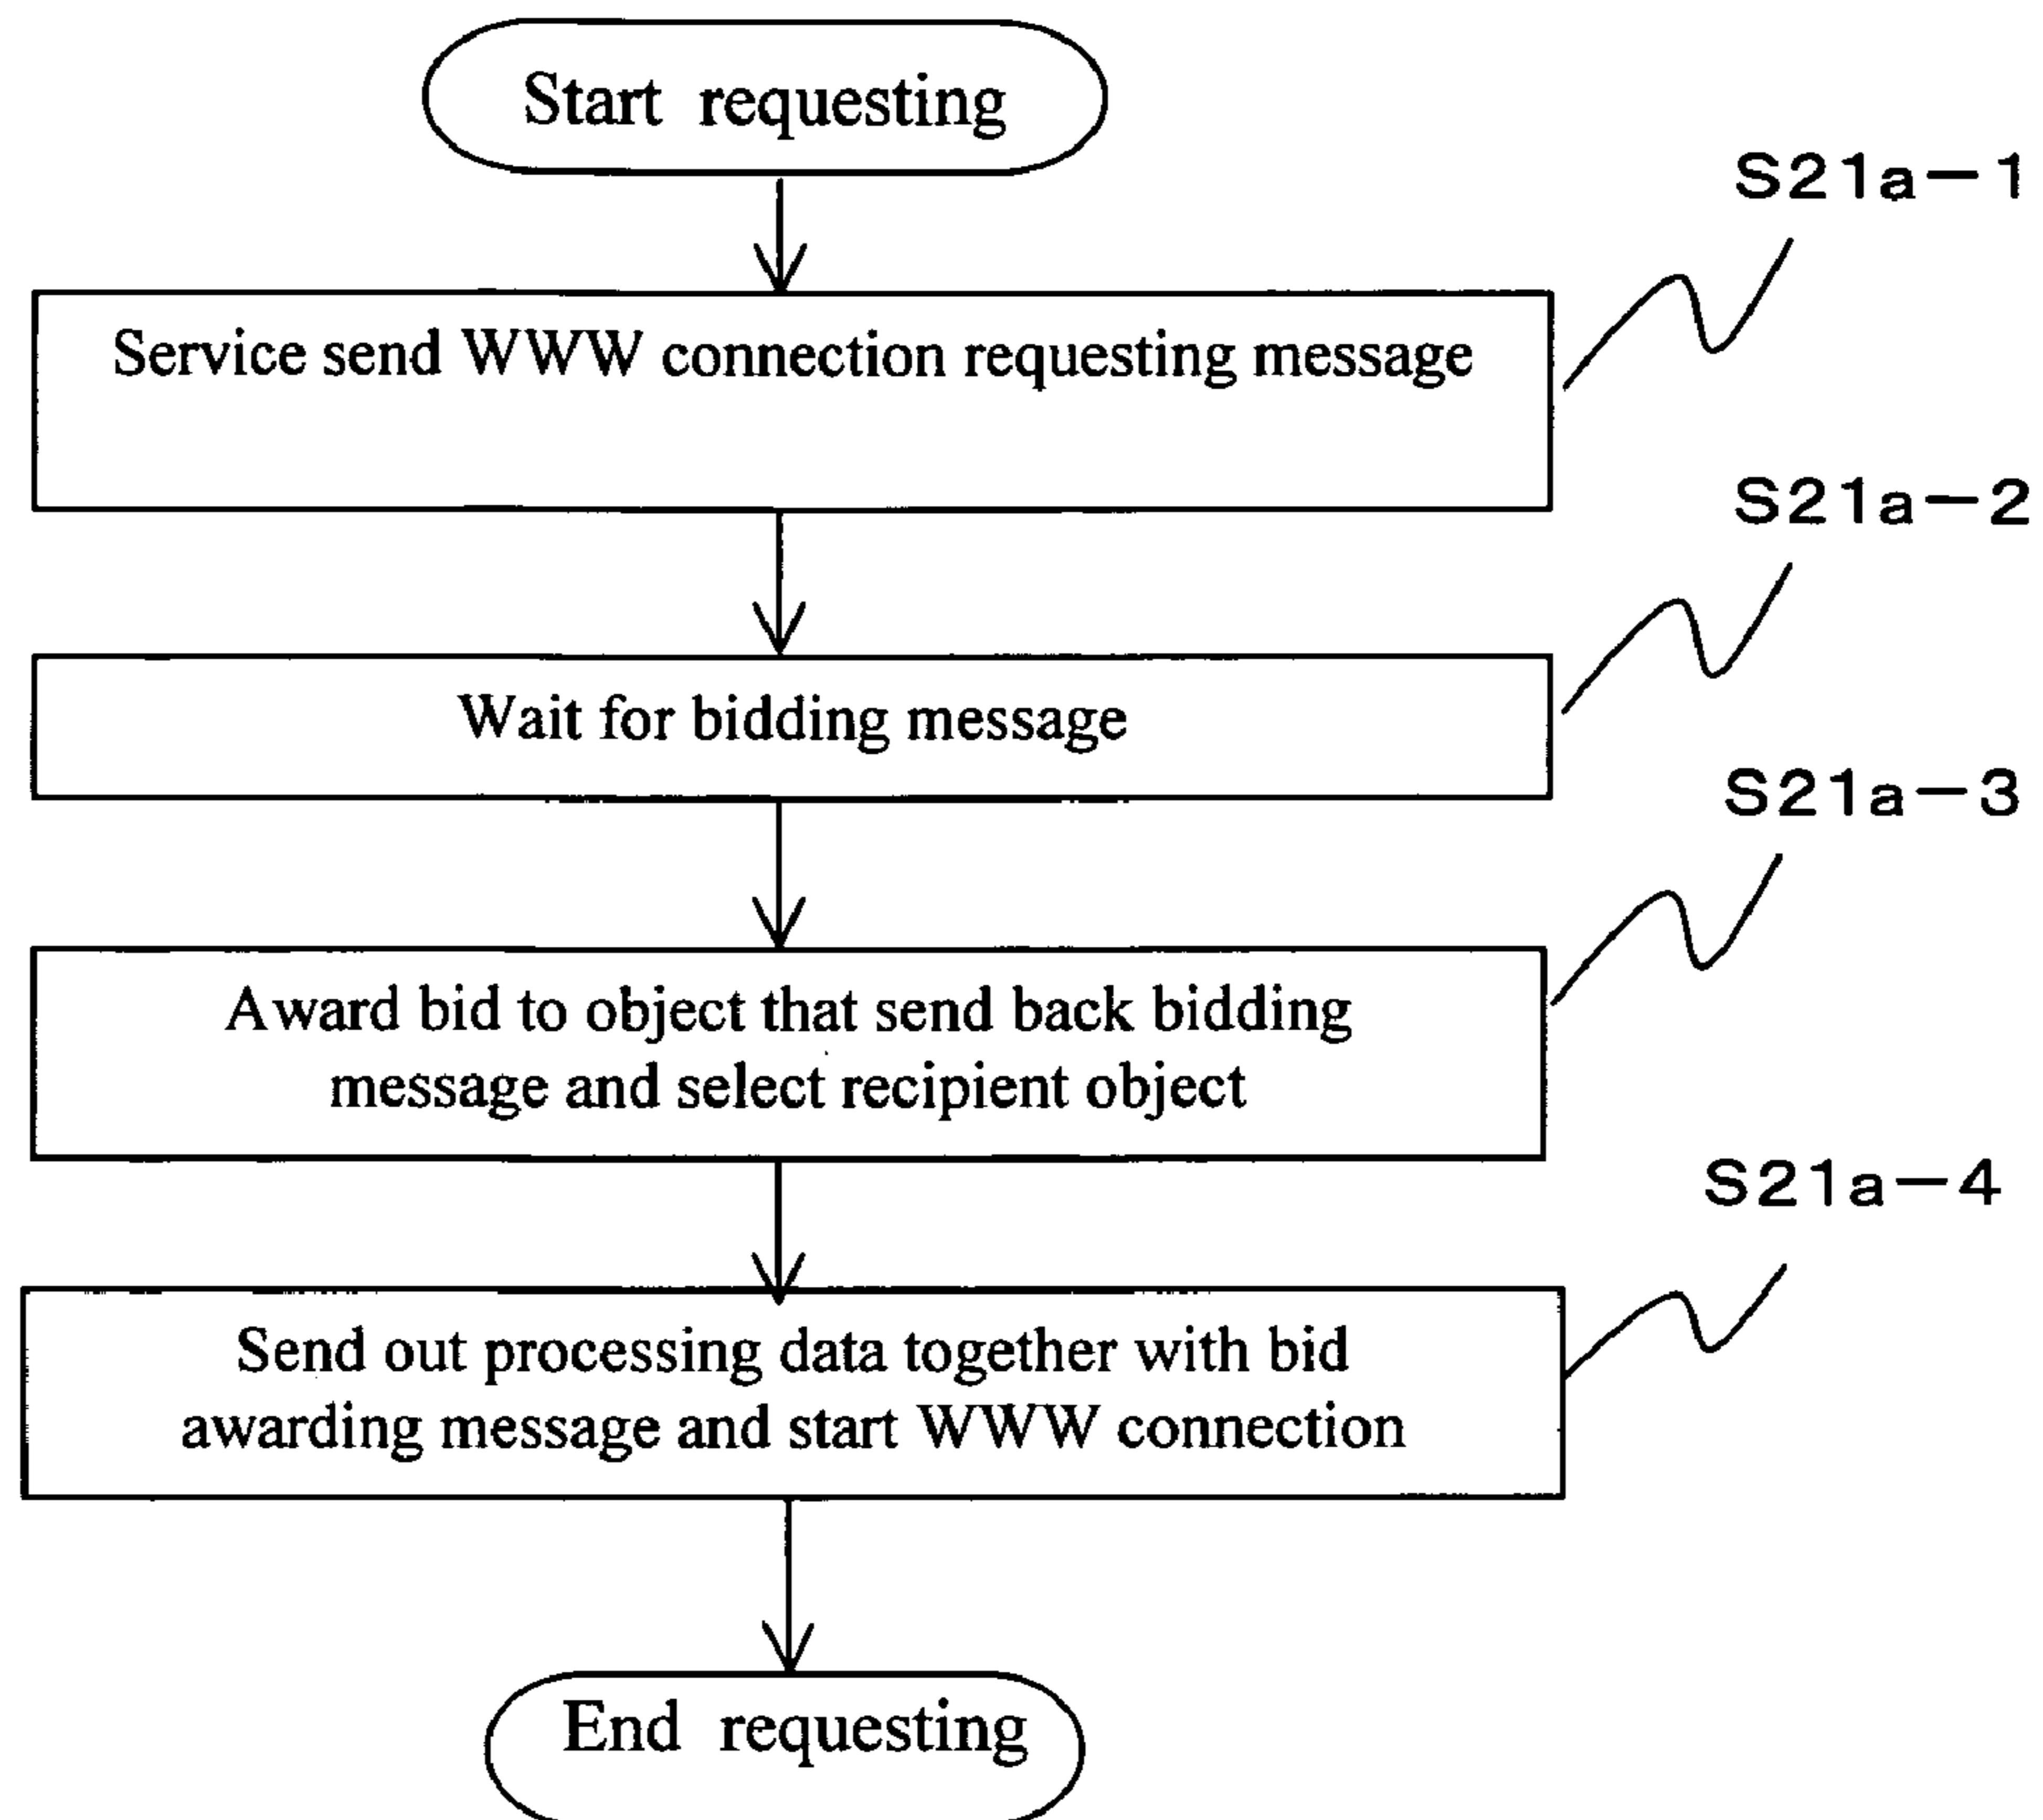 Start requesting
S21a-1
Service send WWW connection requesting message
S21a-2
Wait for bidding message
S21a-3
Award bid to object that send back bidding
message and select recipient object
S21a-4
Send out processing data together with bid
awarding message and start WWW connection
End requesting